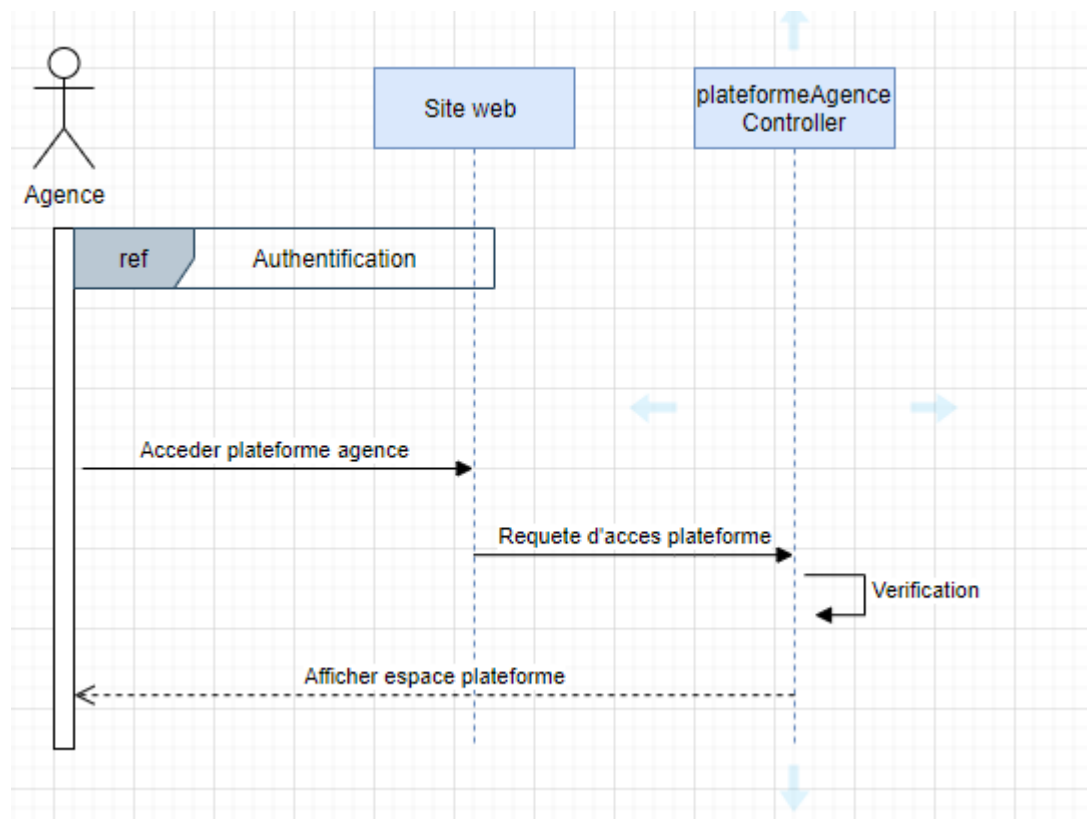 Agence
Site web
plateformeAgence
Controller
ref
Authentification
Acceder plateforme agence
Requete d'acces plateforme
Verification
Afficher espace plateforme